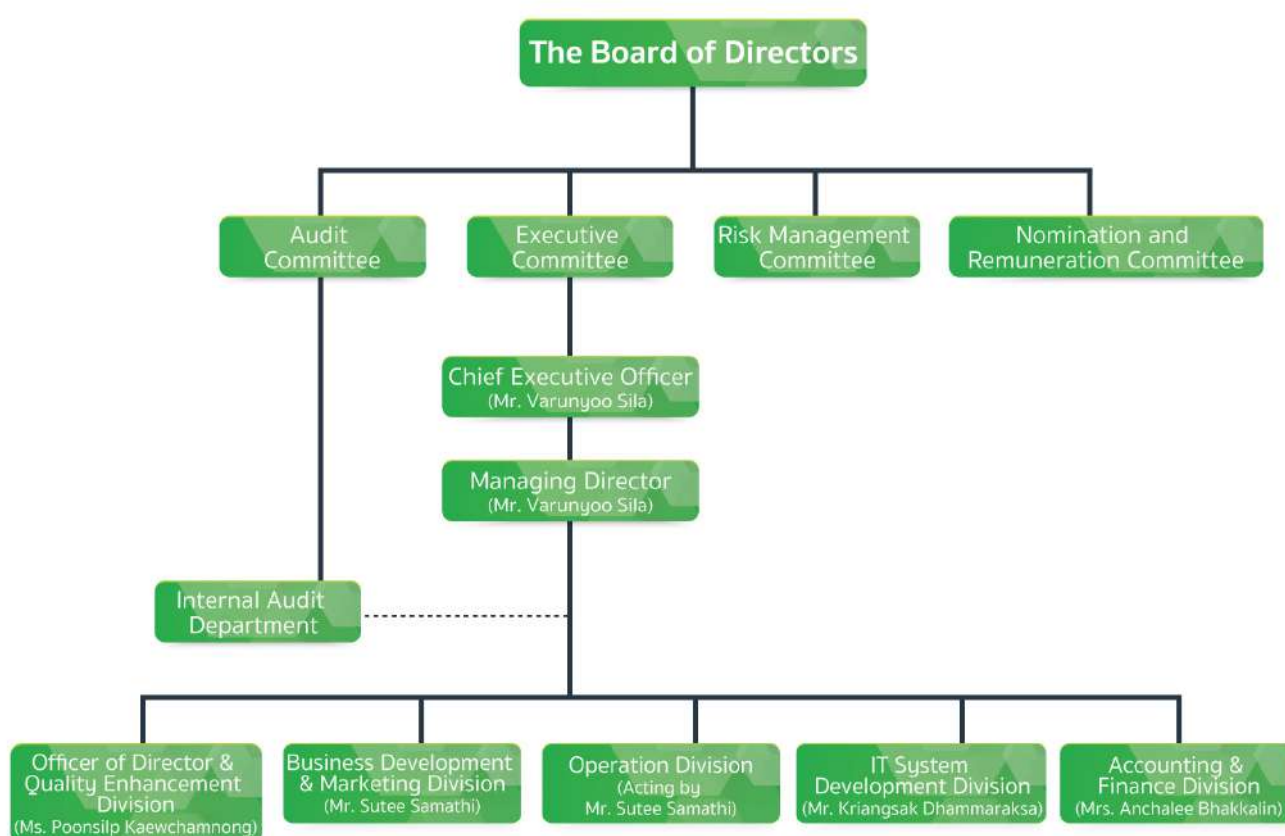 The Board of Directors
Audit
Committee
Executive
Committee
Risk Management
Committee
Nomination and
Remuneration Committee
Chief Executive Officer
(Mr. Varunyoo Sila)
Managing Director
(Mr. Varunyoo Sila)
Internal Audit
Department
Officer of Director &
Quality Enhancement
Division
(Ms. Poonsilp Kaewchamnong)
Business Development
& Marketing Division
(Mr. Sutee Samathi)
Operation Division
(Acting by
Mr. Sutee Samathi)
IT System
Development Division
(Mr. Kriangsak Dhammaraksa)
Accounting &
Finance Division
(Mrs. Anchalee Bhakkalin)